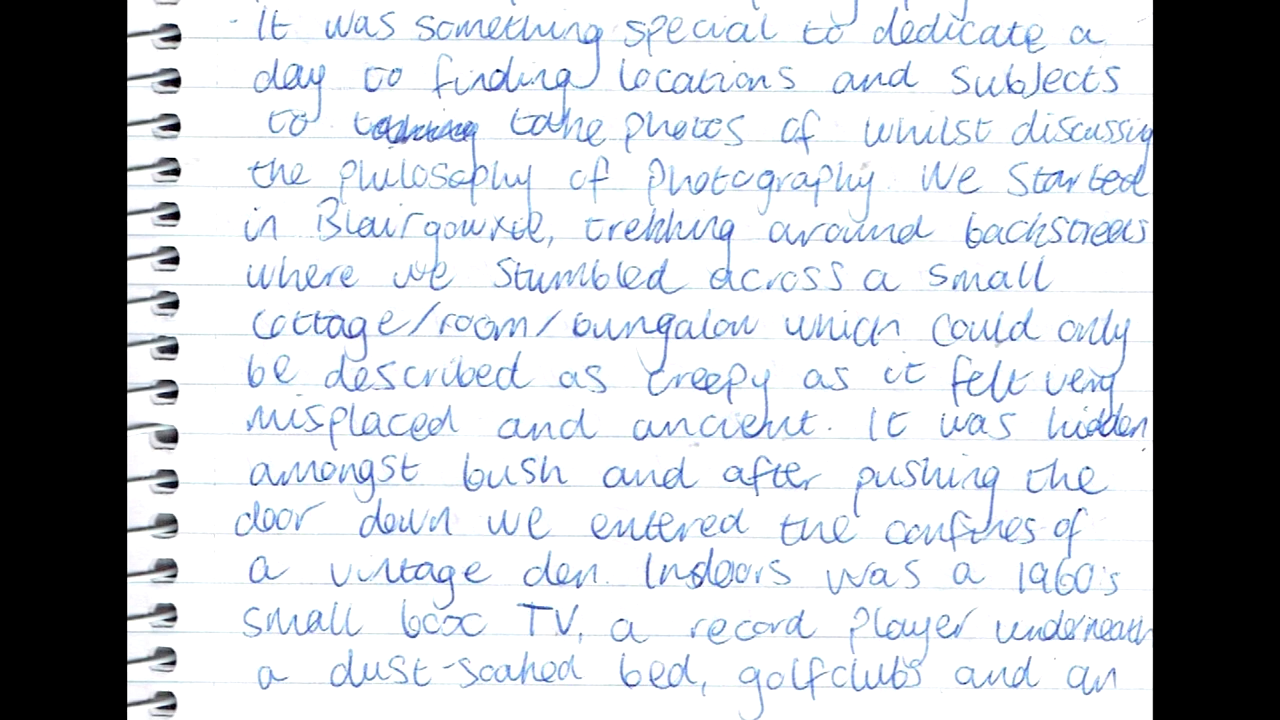 It was something special to dedicate a
day to finding locations and subjects
to take photos of whilst discussing
the philosophy of photography. We started
in Blairgowrie, trekking around backstreets
where we stumbled across a small
cottage/room/bungalow which could only
be described as creepy as it felt very
misplaced and ancient. It was hidden
amongst bush and after pushing the
door down we entered the confines of
a vintage den. Indoors was a 1960's
small box TV, a record player underneath
a dust-soaked bed, golfclubs and an